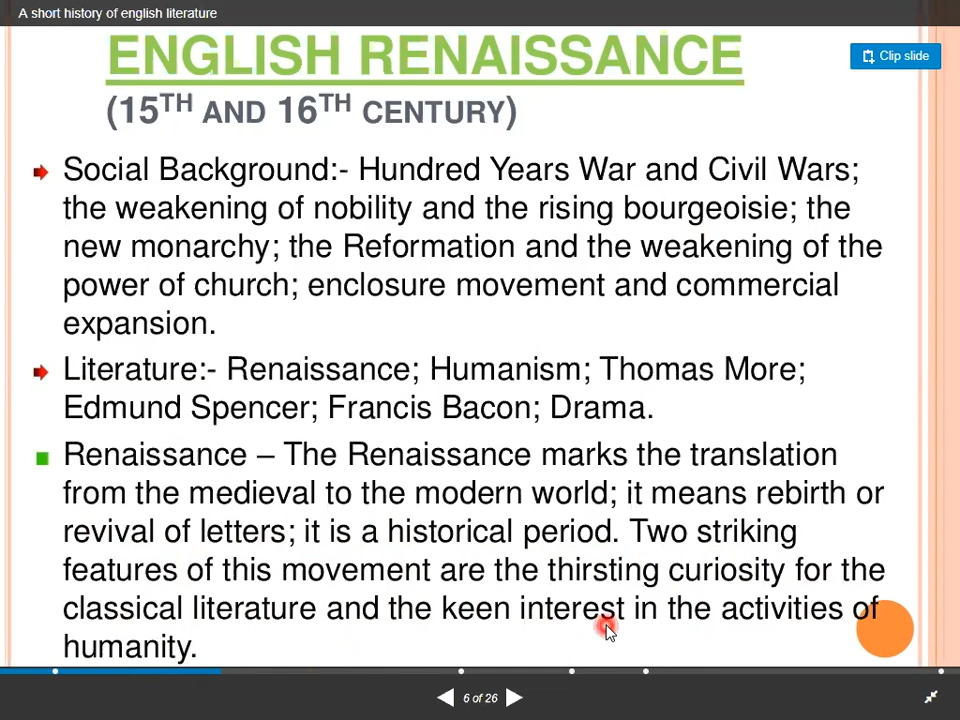 A short history of english literature
ENGLISH RENAISSANCE
Clip slide
(15TH AND 16TH CENTURY)
Social Background:- Hundred Years War and Civil Wars;
the weakening of nobility and the rising bourgeoisie; the
new monarchy; the Reformation and the weakening of the
power of church; enclosure movement and commercial
expansion.
Literature:- Renaissance; Humanism; Thomas More;
Edmund Spencer; Francis Bacon; Drama.
Renaissance – The Renaissance marks the translation
from the medieval to the modern world; it means rebirth or
revival of letters; it is a historical period. Two striking
features of this movement are the thirsting curiosity for the
classical literature and the keen interest in the activities of
humanity.
6 of 26